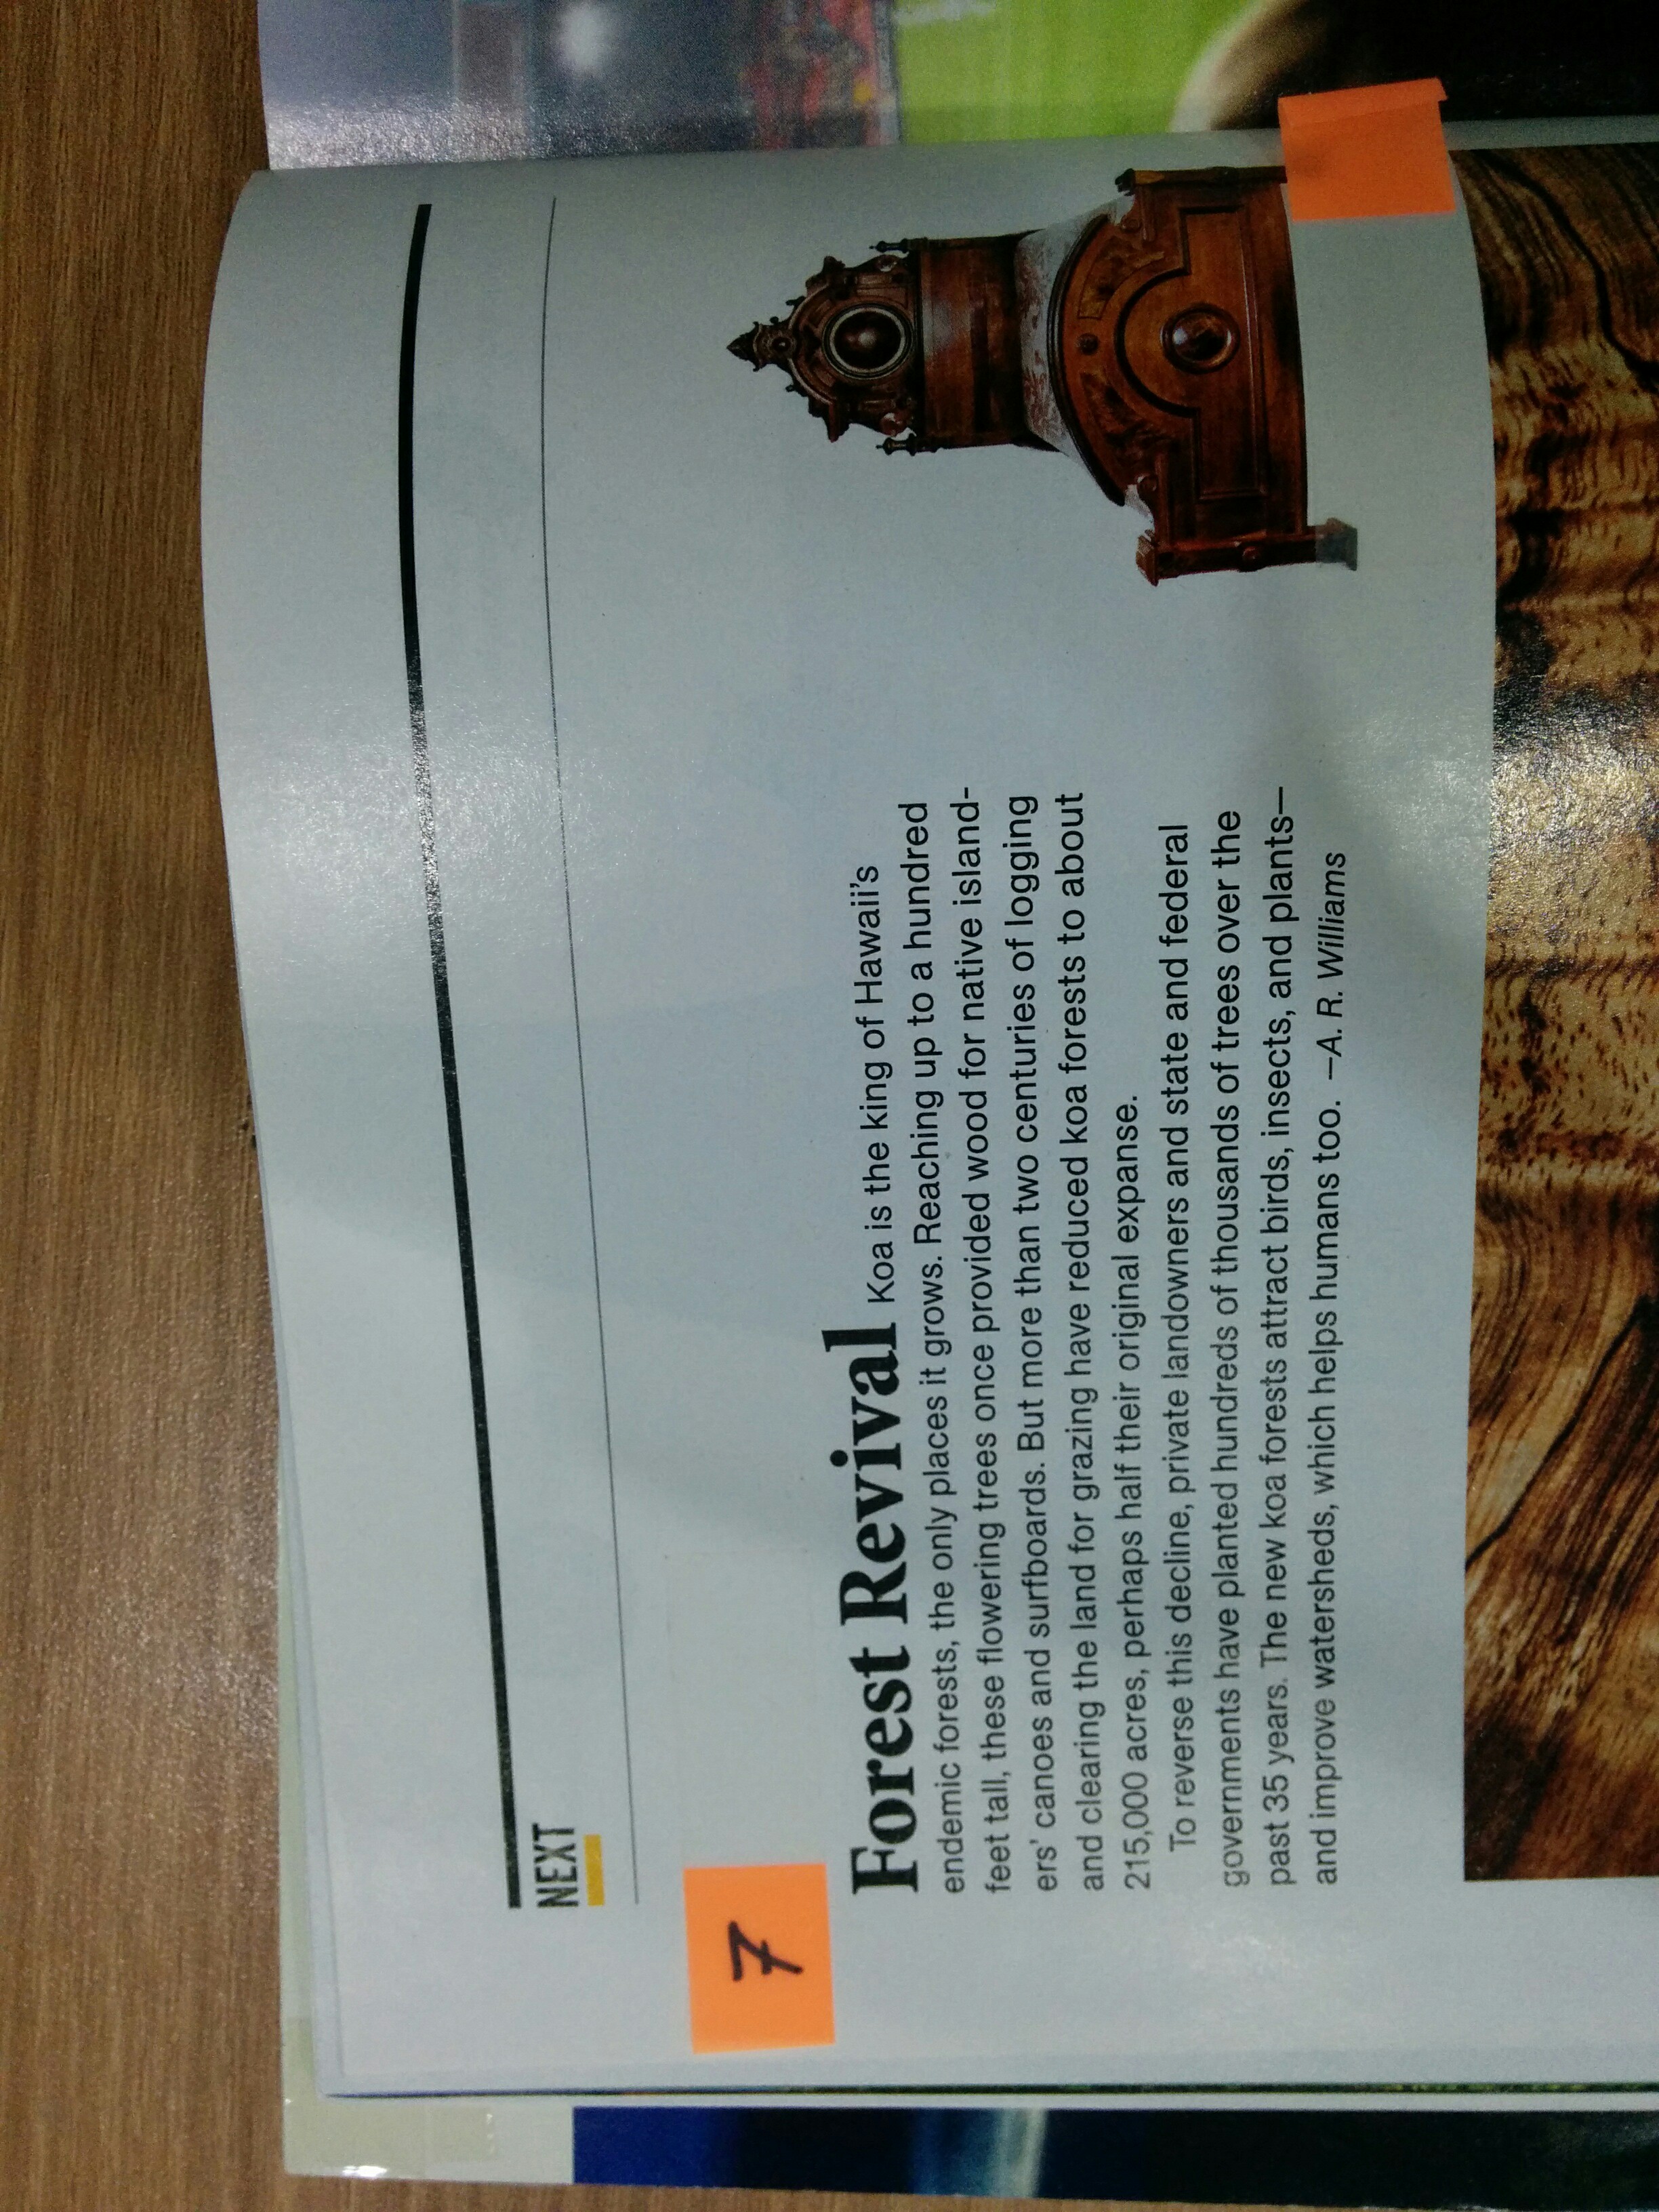 NEXT
7
Forest Revival Koa is the king of Hawaii's
endemic forests, the only places it grows. Reaching up to a hundred
feet tall, these flowering trees once provided wood for native island-
ers' canoes and surfboards. But more than two centuries of logging
and clearing the land for grazing have reduced koa forests to about
215,000 acres, perhaps half their original expanse.
To reverse this decline, private landowners and state and federal
governments have planted hundreds of thousands of trees over the
past 35 years. The new koa forests attract birds, insects, and plants—
and improve watersheds, which helps humans too. —A. R. Williams